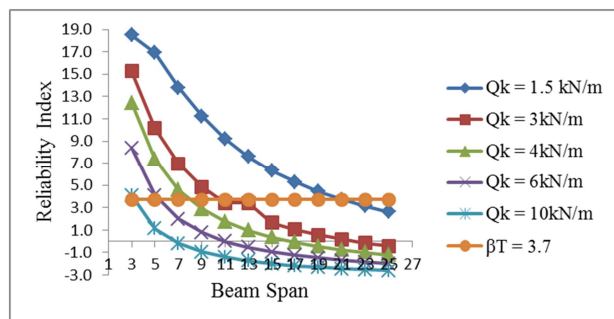 19.0
17.0
15.0
13.0
11.0
9.0
7.0
5.0
3.0
1.0
-1.0
-3.0
Reliability Index
1 3 5 7 9 11 13 15 17 19 21 23 25 27
Beam Span
Qk = 1.5 kN/m
Qk = 3kN/m
Qk = 4kN/m
Qk = 6kN/m
Qk = 10kN/m
βT = 3.7